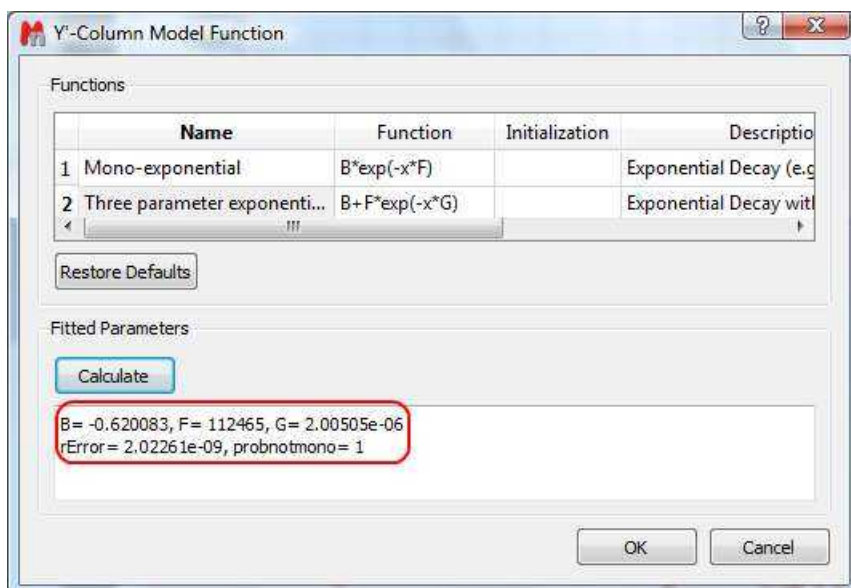 Y'-Column Model Function
Functions
Name Function Initialization Descriptio
1 Mono-exponential B*exp(-x*F) Exponential Decay (e.g
2 Three parameter exponenti... B+F*exp(-x*G) Exponential Decay witl
Restore Defaults
Fitted Parameters
Calculate
B= -0.620083, F= 112465, G= 2.00505e-06
rError= 2.02261e-09, probnotmono= 1
OK Cancel